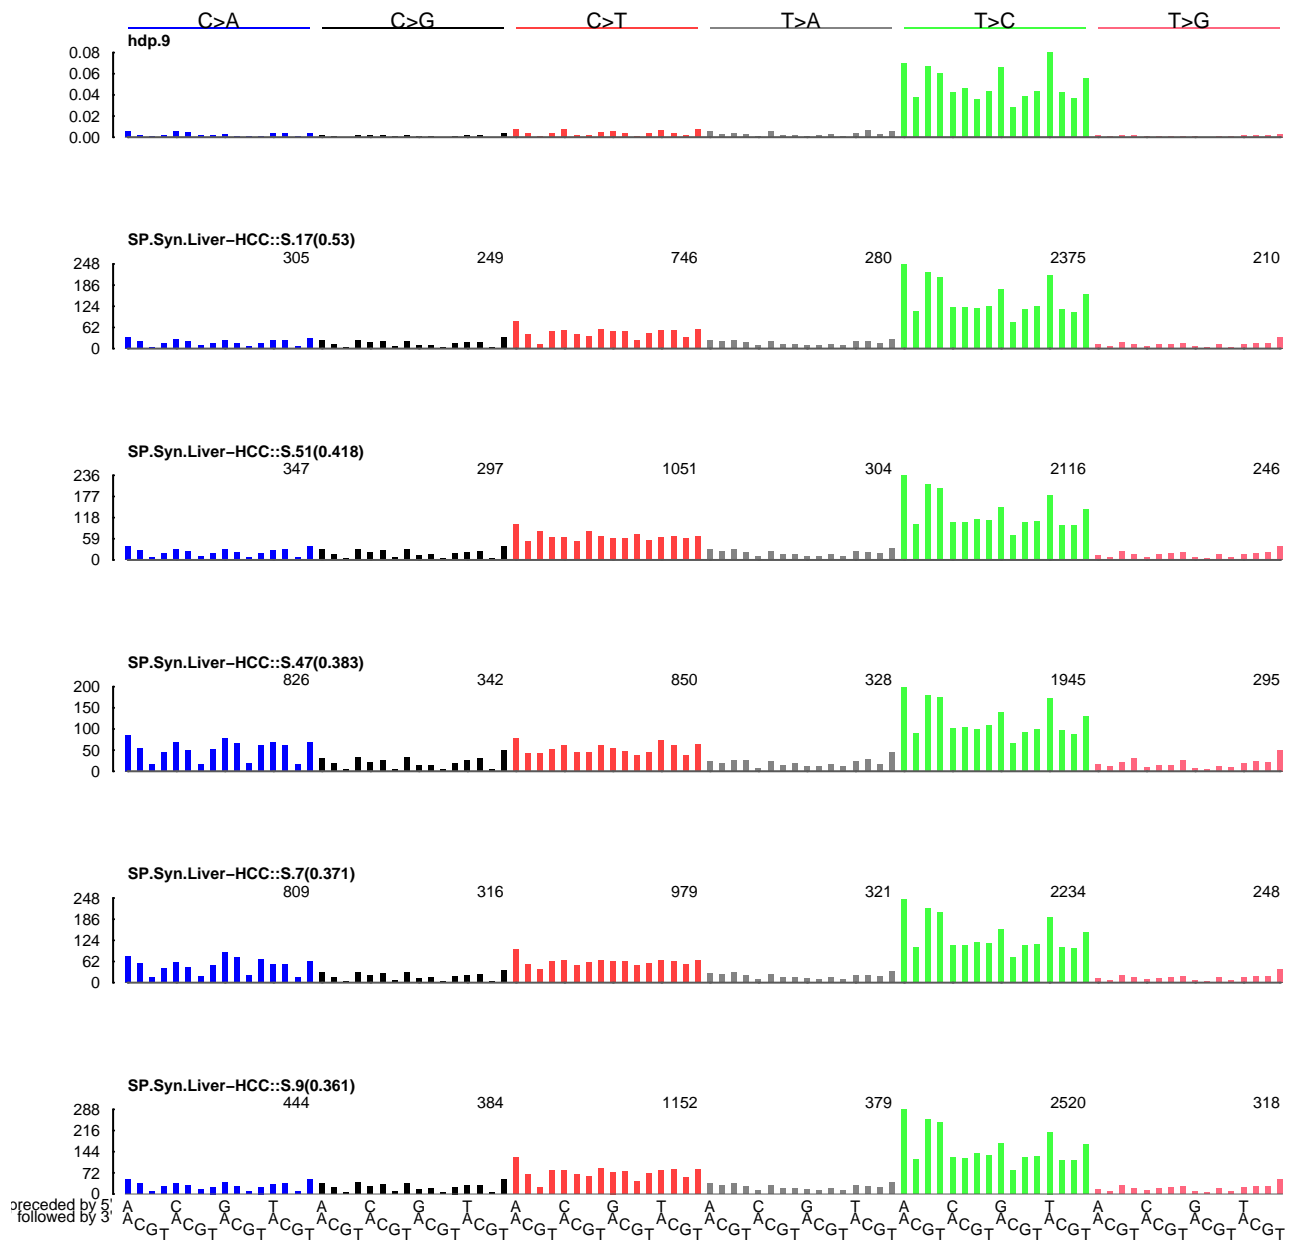 C>A C>G C>T T>A T>C T>G
hdp.9
0.08
0.06
0.04
0.02
0.00
SP.Syn.Liver−HCC::S.17(0.53)
305 249 746 280 2375 210
248
186
124
62
0
SP.Syn.Liver−HCC::S.51(0.418)
347 297 1051 304 2116 246
236
177
118
59
0
SP.Syn.Liver−HCC::S.47(0.383)
826 342 850 328 1945 295
200
150
100
50
0
SP.Syn.Liver−HCC::S.7(0.371)
809 316 979 321 2234 248
248
186
124
62
0
SP.Syn.Liver−HCC::S.9(0.361)
444 384 1152 379 2520 318
288
216
144
72
0
preceded by 5' A C G T A C G T A C G T A C G T A C G T A C G T
followed by 3' A C G T A C G T A C G T A C G T A C G T A C G T A C G T A C G T A C G T A C G T A C G T A C G T A C G T A C G T A C G T A C G T A C G T A C G T A C G T A C G T A C G T A C G T A C G T A C G T